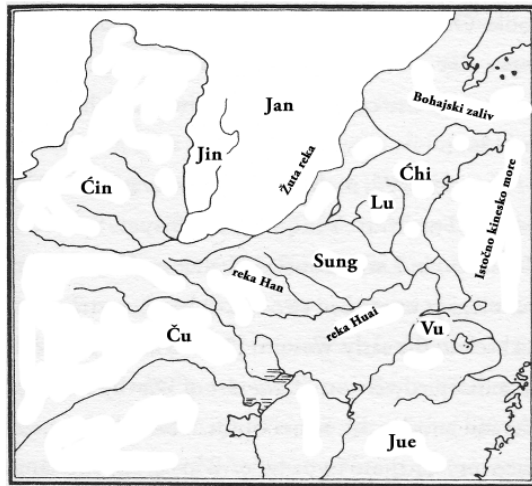 Jan
Bohajski zaliv
Jin
Žuta reka
Ćhi
Ćin
Lu
Istočno kinesko more
Sung
reka Han
reka Huai
Vu
Ču
Jue